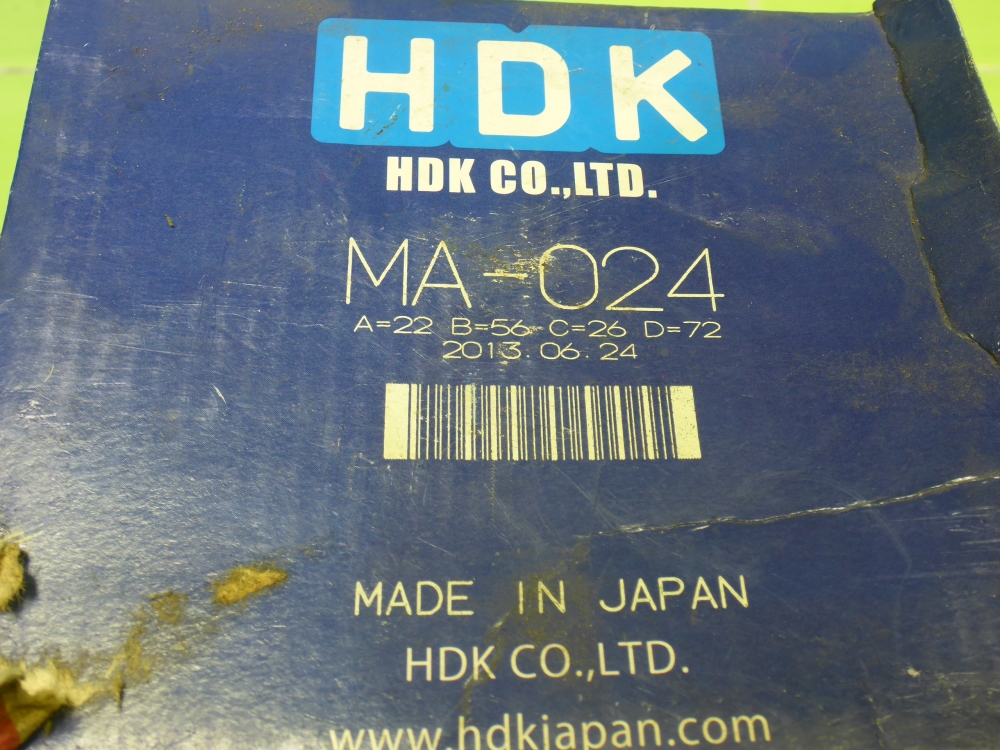 HDK
HDK CO.,LTD.
MA-024
A=22 B=56 C=26 D=72
2013.06.24
MADE IN JAPAN
HDK CO.,LTD.
www.hdkjapan.com